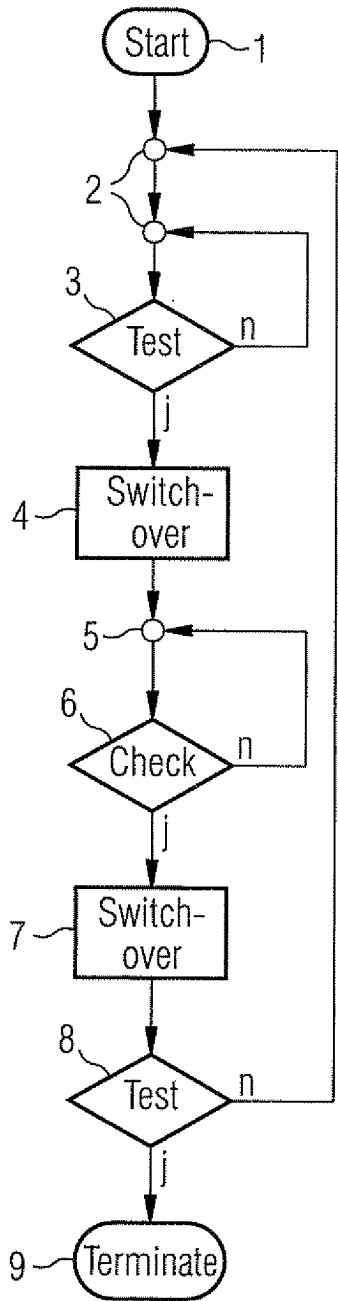 Start
1
2
3
Test
n
j
Switch-
over
4
5
6
Check
n
j
Switch-
over
7
8
Test
n
j
Terminate
9